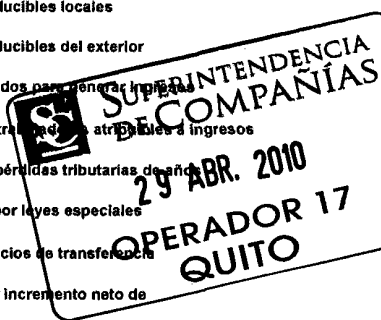 ducibles locales
ducibles del exterior
dos para generar ingresos
trabajadores atribuibles a ingresos
pérdidas tributarias de años
por leyes especiales
cios de transferencia
incremento neto de
S SUPERINTENDENCIA
DE COMPAÑÍAS
29 ABR. 2010
OPERADOR 17
QUITO